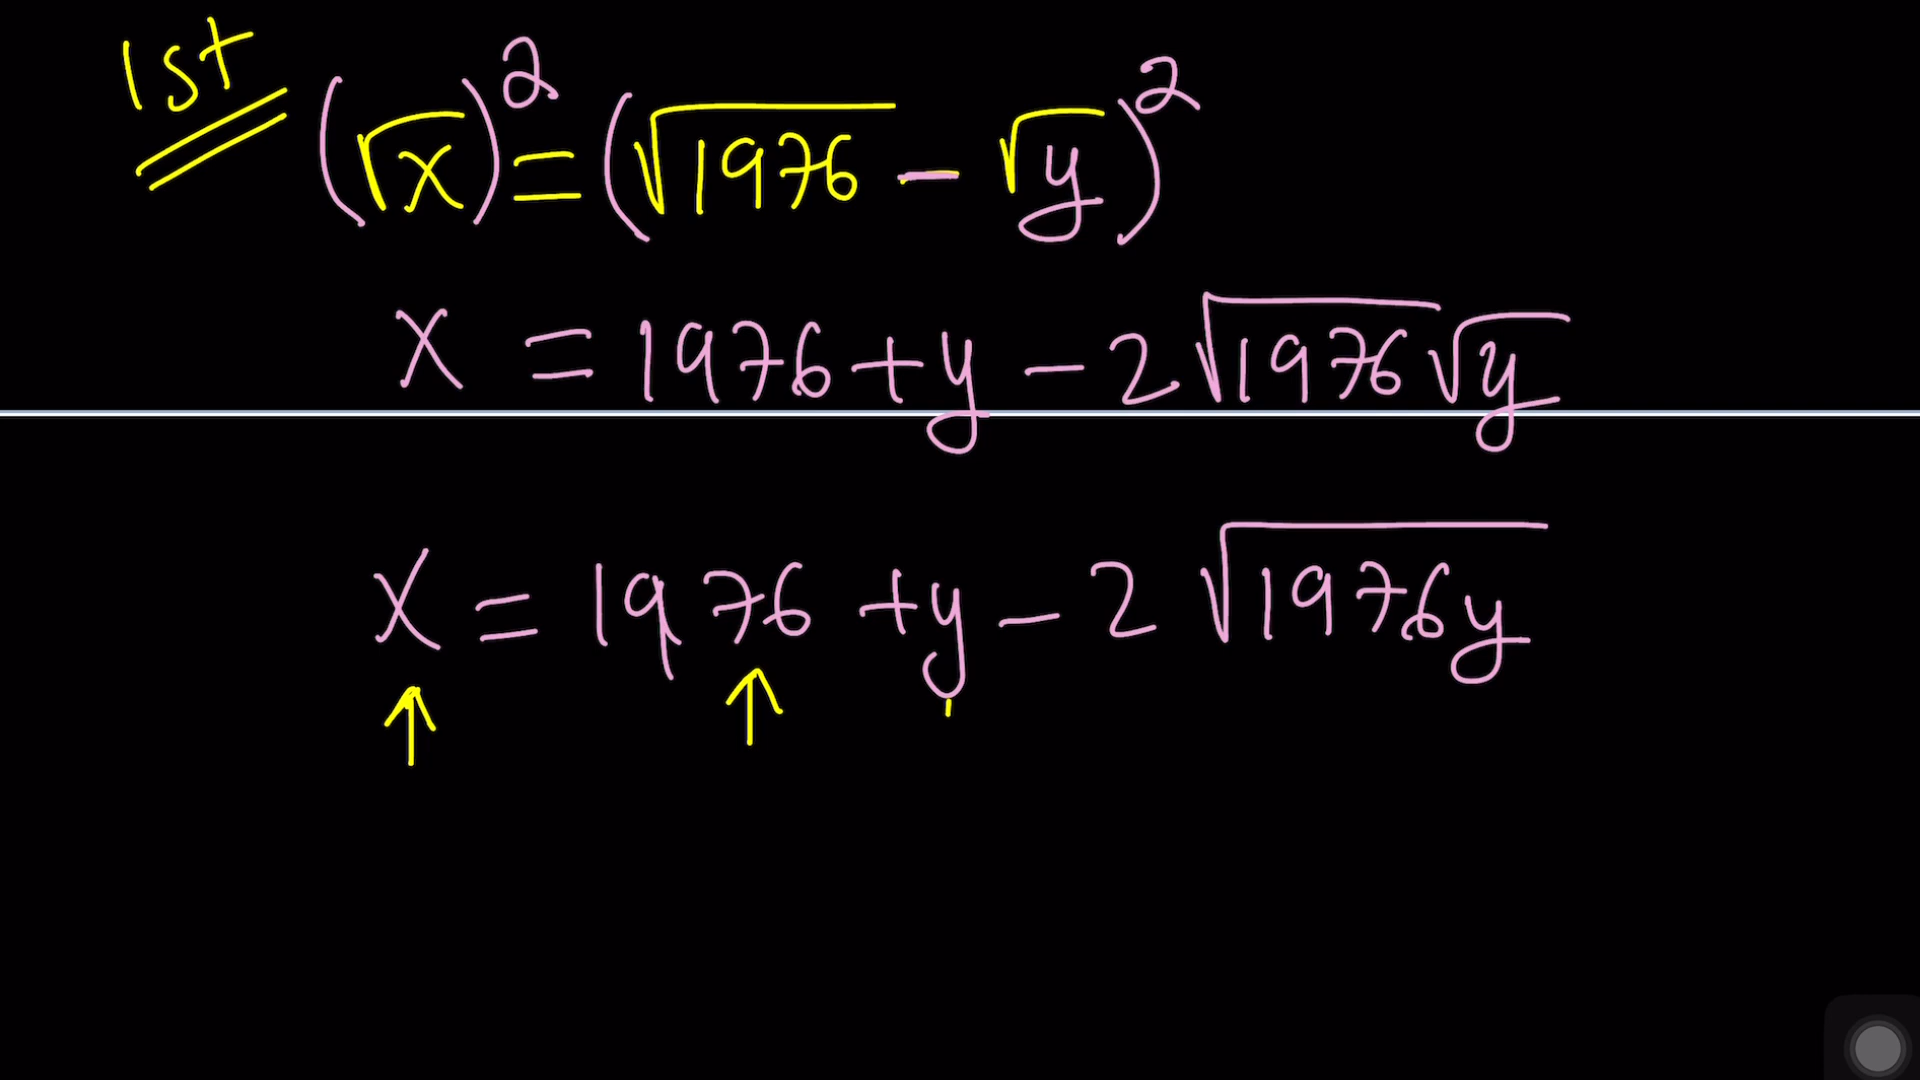 1st
(√x)² = (√1976 - √y)²
x = 1976 + y - 2√1976 √y
x = 1976 + y - 2√1976y